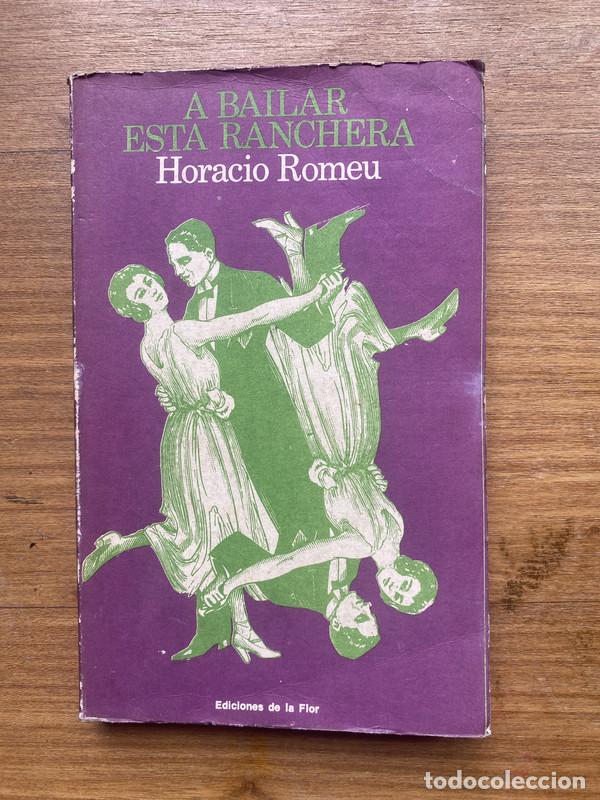 A BAILAR
ESTA RANCHERA
Horacio Romeu
Ediciones de la Flor
todocoleccion